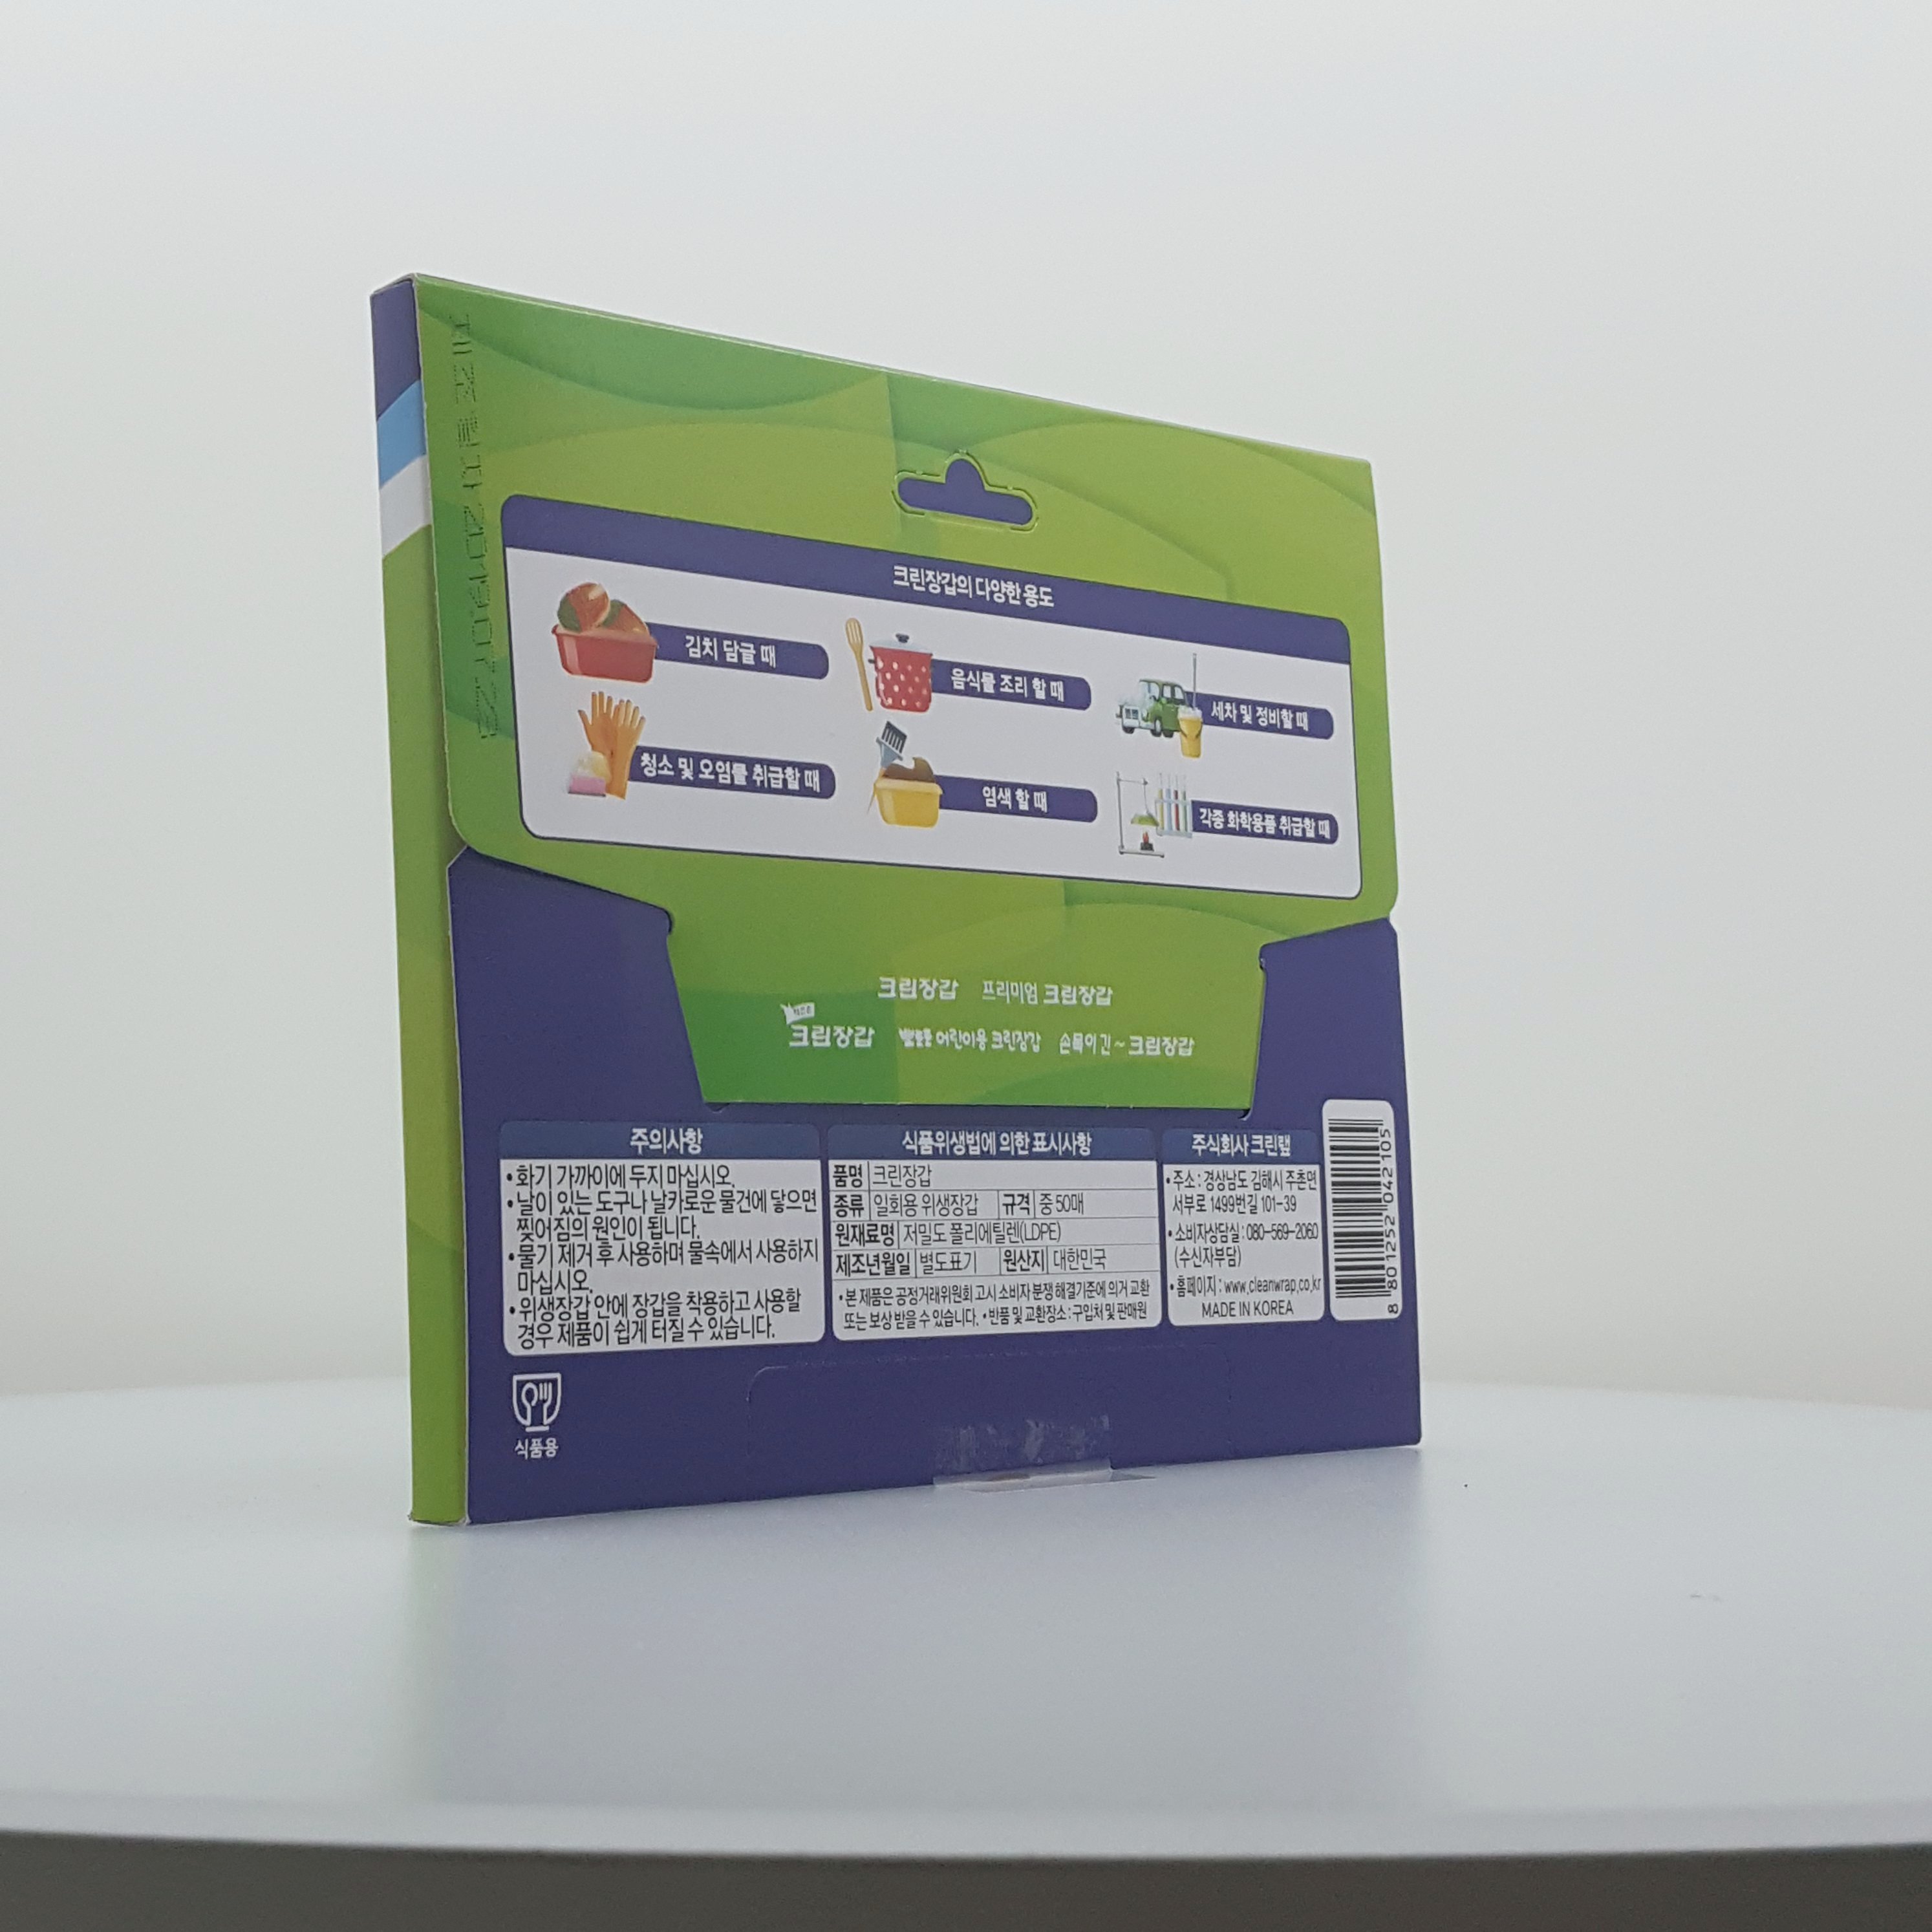 크린장갑의 다양한 용도
김치 담글 때
음식물 조리 할 때
세차 및 정비할 때
청소 및 오염물 취급할 때
염색 할 때
각종 화학용품 취급할 때
크린장갑 프리미엄 크린장갑
크린장갑 뽀로로 어린이용 크린장갑 손목이 긴~크린장갑
주의사항
•화기 가까이에 두지 마십시오.
•날이 있는 도구나 날카로운 물건에 닿으면
찢어짐의 원인이 됩니다.
•물기 제거 후 사용하며 물속에서 사용하지
마십시오.
•위생장갑 안에 장갑을 착용하고 사용할
경우 제품이 쉽게 터질 수 있습니다.
식품용
식품위생법에 의한 표시사항
품명 크린장갑
종류 일회용 위생장갑 규격 중 50매
원재료명 저밀도 폴리에틸렌(LDPE)
제조년월일 별도표기 원산지 대한민국
•본 제품은 공정거래위원회 고시 소비자 분쟁 해결기준에 의거 교환
또는 보상 받을 수 있습니다. •반품 및 교환장소 : 구입처 및 판매원
주식회사 크린랲
•주소 : 경상남도 김해시 주촌면
서부로 1499번길 101-39
•소비자상담실 : 080-569-2060
(수신자부담)
•홈페이지 : www.cleanwrap.co.kr
MADE IN KOREA
8 801252 042105